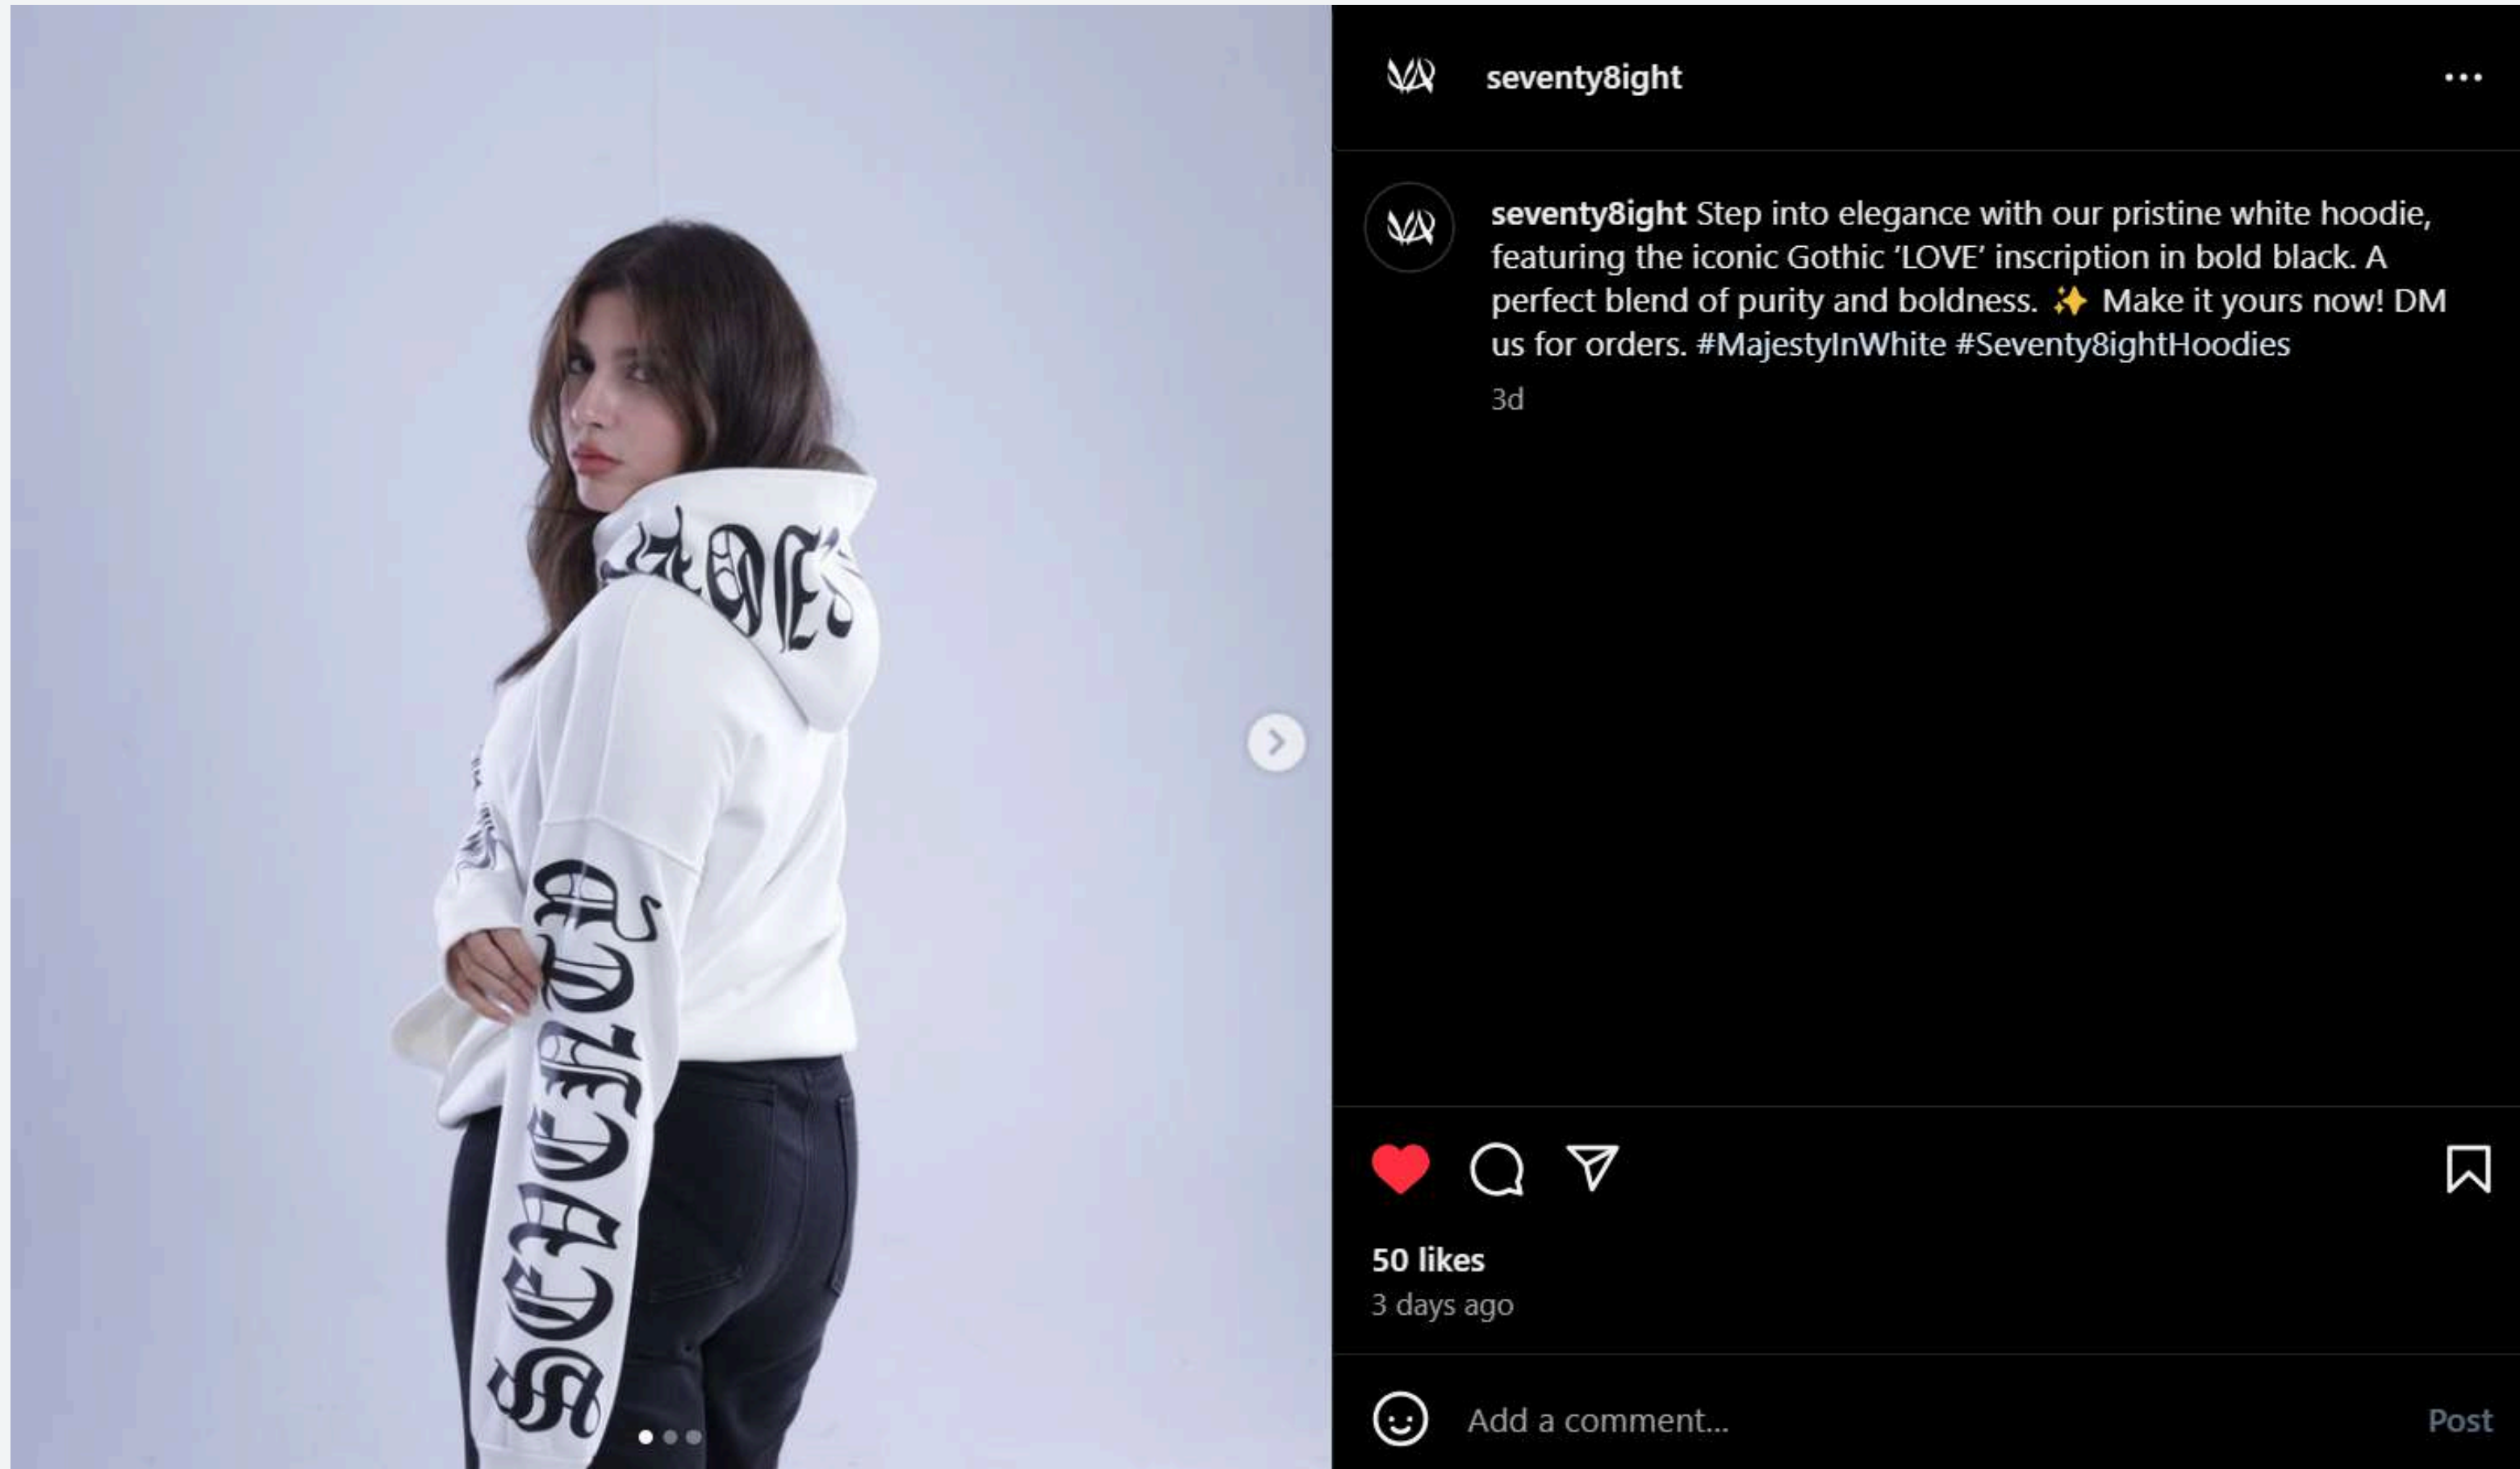 seventy8ight
seventy8ight Step into elegance with our pristine white hoodie,
featuring the iconic Gothic ‘LOVE’ inscription in bold black. A
perfect blend of purity and boldness. ✨ Make it yours now! DM
us for orders. #MajestyInWhite #Seventy8ightHoodies
3d
SEVENTY
50 likes
3 days ago
Add a comment...
Post